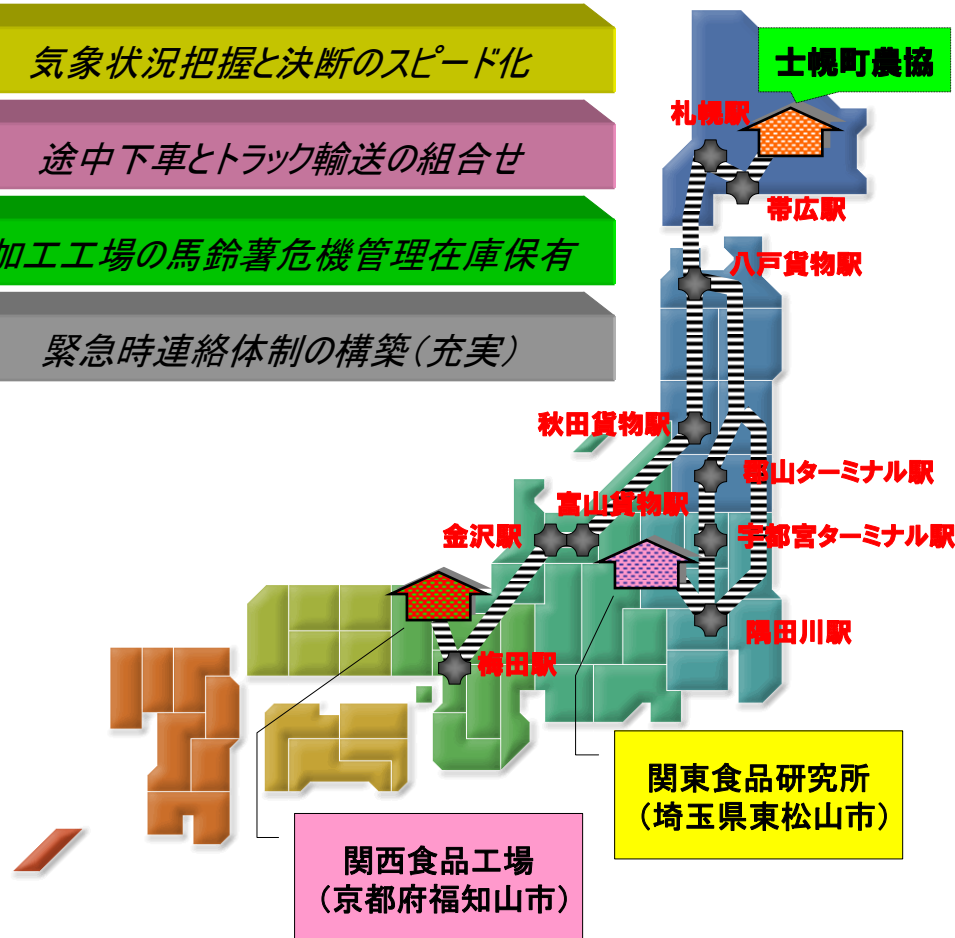 気象状況把握と決断のスピード化
途中下車とトラック輸送の組合せ
加工工場の馬鈴薯危機管理在庫保有
緊急時連絡体制の構築（充実）
士幌町農協
札幌駅
帯広駅
八戸貨物駅
秋田貨物駅
郡山ターミナル駅
富山貨物駅
金沢駅
宇都宮ターミナル駅
隅田川駅
梅田駅
関東食品研究所
（埼玉県東松山市）
関西食品工場
（京都府福知山市）